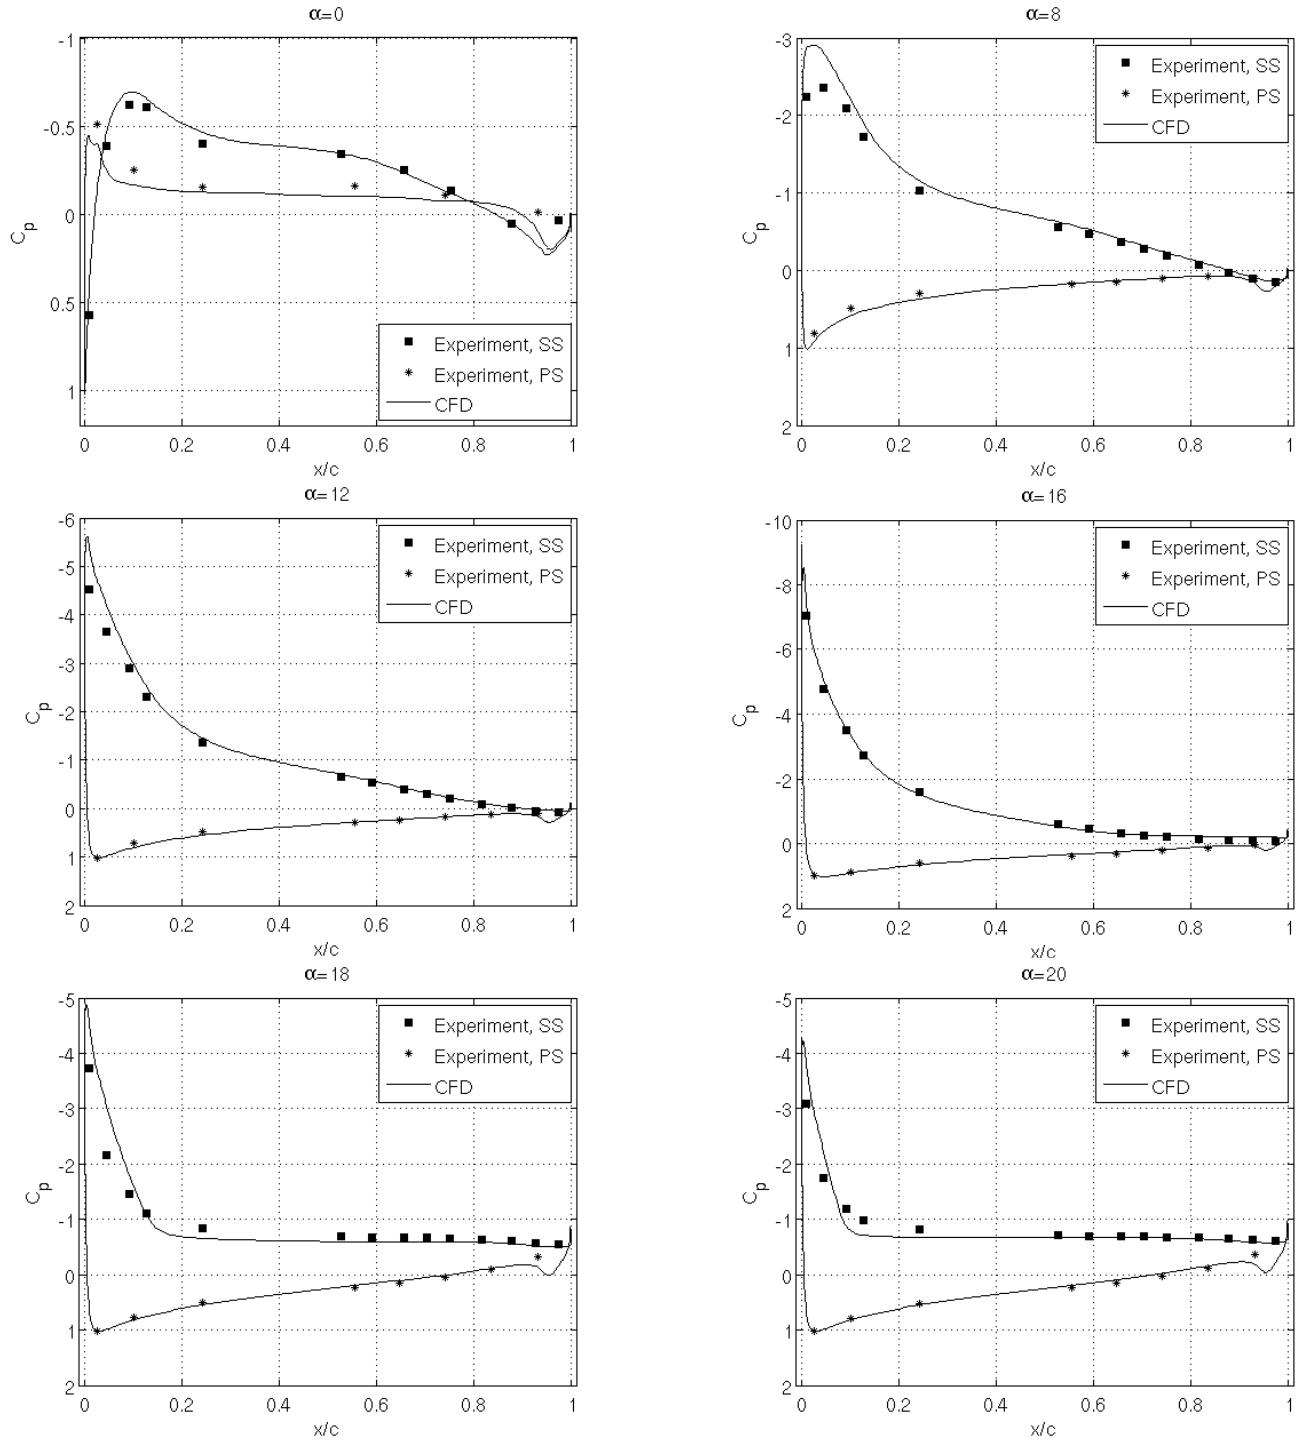 α=0
-1
-0.5
0
0.5
1
C_p
Experiment, SS
Experiment, PS
CFD
0 0.2 0.4 0.6 0.8 1
x/c
α=8
-3
-2
-1
0
1
2
C_p
Experiment, SS
Experiment, PS
CFD
0 0.2 0.4 0.6 0.8 1
x/c
α=12
-6
-5
-4
-3
-2
-1
0
1
2
C_p
Experiment, SS
Experiment, PS
CFD
0 0.2 0.4 0.6 0.8 1
x/c
α=16
-10
-8
-6
-4
-2
0
2
C_p
Experiment, SS
Experiment, PS
CFD
0 0.2 0.4 0.6 0.8 1
x/c
α=18
-5
-4
-3
-2
-1
0
1
2
C_p
Experiment, SS
Experiment, PS
CFD
0 0.2 0.4 0.6 0.8 1
x/c
α=20
-5
-4
-3
-2
-1
0
1
2
C_p
Experiment, SS
Experiment, PS
CFD
0 0.2 0.4 0.6 0.8 1
x/c